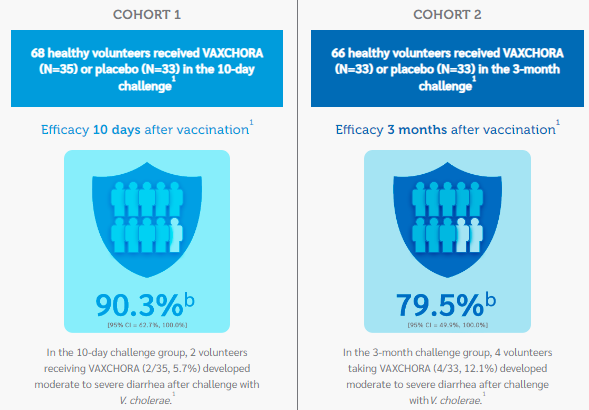 COHORT 1
68 healthy volunteers received VAXCHORA
(N=35) or placebo (N=33) in the 10-day
challenge1
Efficacy 10 days after vaccination1
90.3%b
[95% CI = 62.7%, 100.0%]
In the 10-day challenge group, 2 volunteers
receiving VAXCHORA (2/35, 5.7%) developed
moderate to severe diarrhea after challenge with
V. cholerae.1
COHORT 2
66 healthy volunteers received VAXCHORA
(N=33) or placebo (N=33) in the 3-month
challenge1
Efficacy 3 months after vaccination1
79.5%b
[95% CI = 49.9%, 100.0%]
In the 3-month challenge group, 4 volunteers
taking VAXCHORA (4/33, 12.1%) developed
moderate to severe diarrhea after challenge
withV. cholerae.1